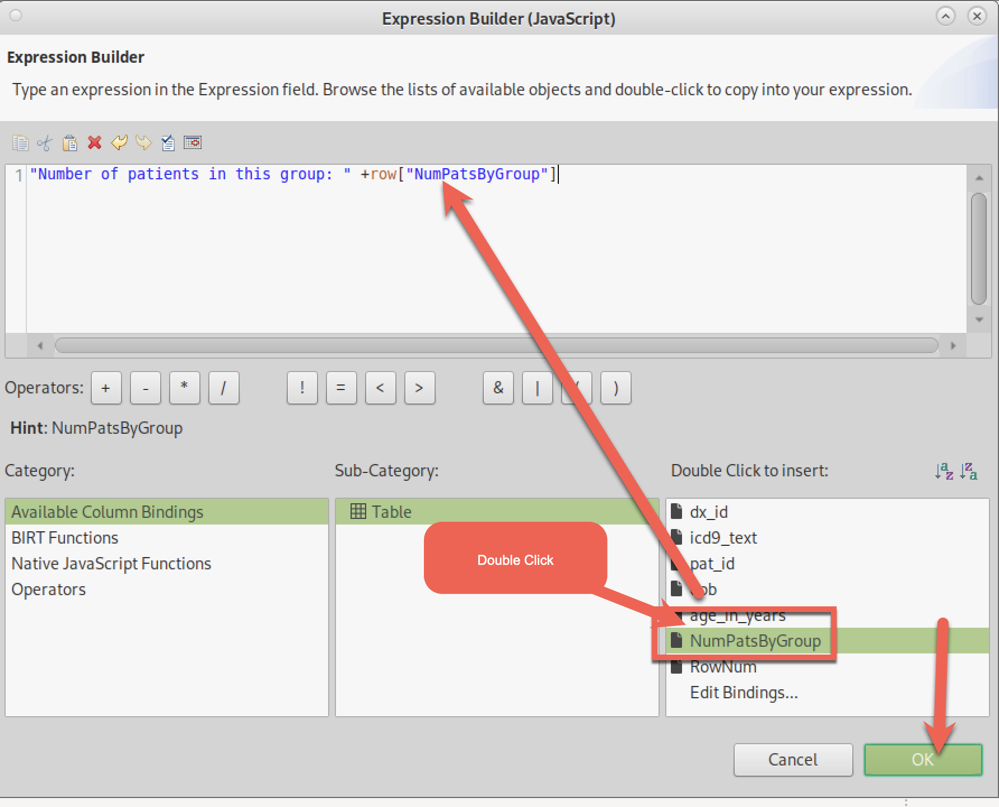 Expression Builder (JavaScript)
Expression Builder
Type an expression in the Expression field. Browse the lists of available objects and double-click to copy into your expression.
1 "Number of patients in this group: " +row["NumPatsByGroup"]
Operators: + - * / ! = < > & | )
Hint: NumPatsByGroup
Category: Sub-Category: Double Click to insert:
Available Column Bindings
BIRT Functions
Native JavaScript Functions
Operators
Table
Double Click
dx_id
icd9_text
pat_id
age_in_years
NumPatsByGroup
RowNum
Edit Bindings...
Cancel OK